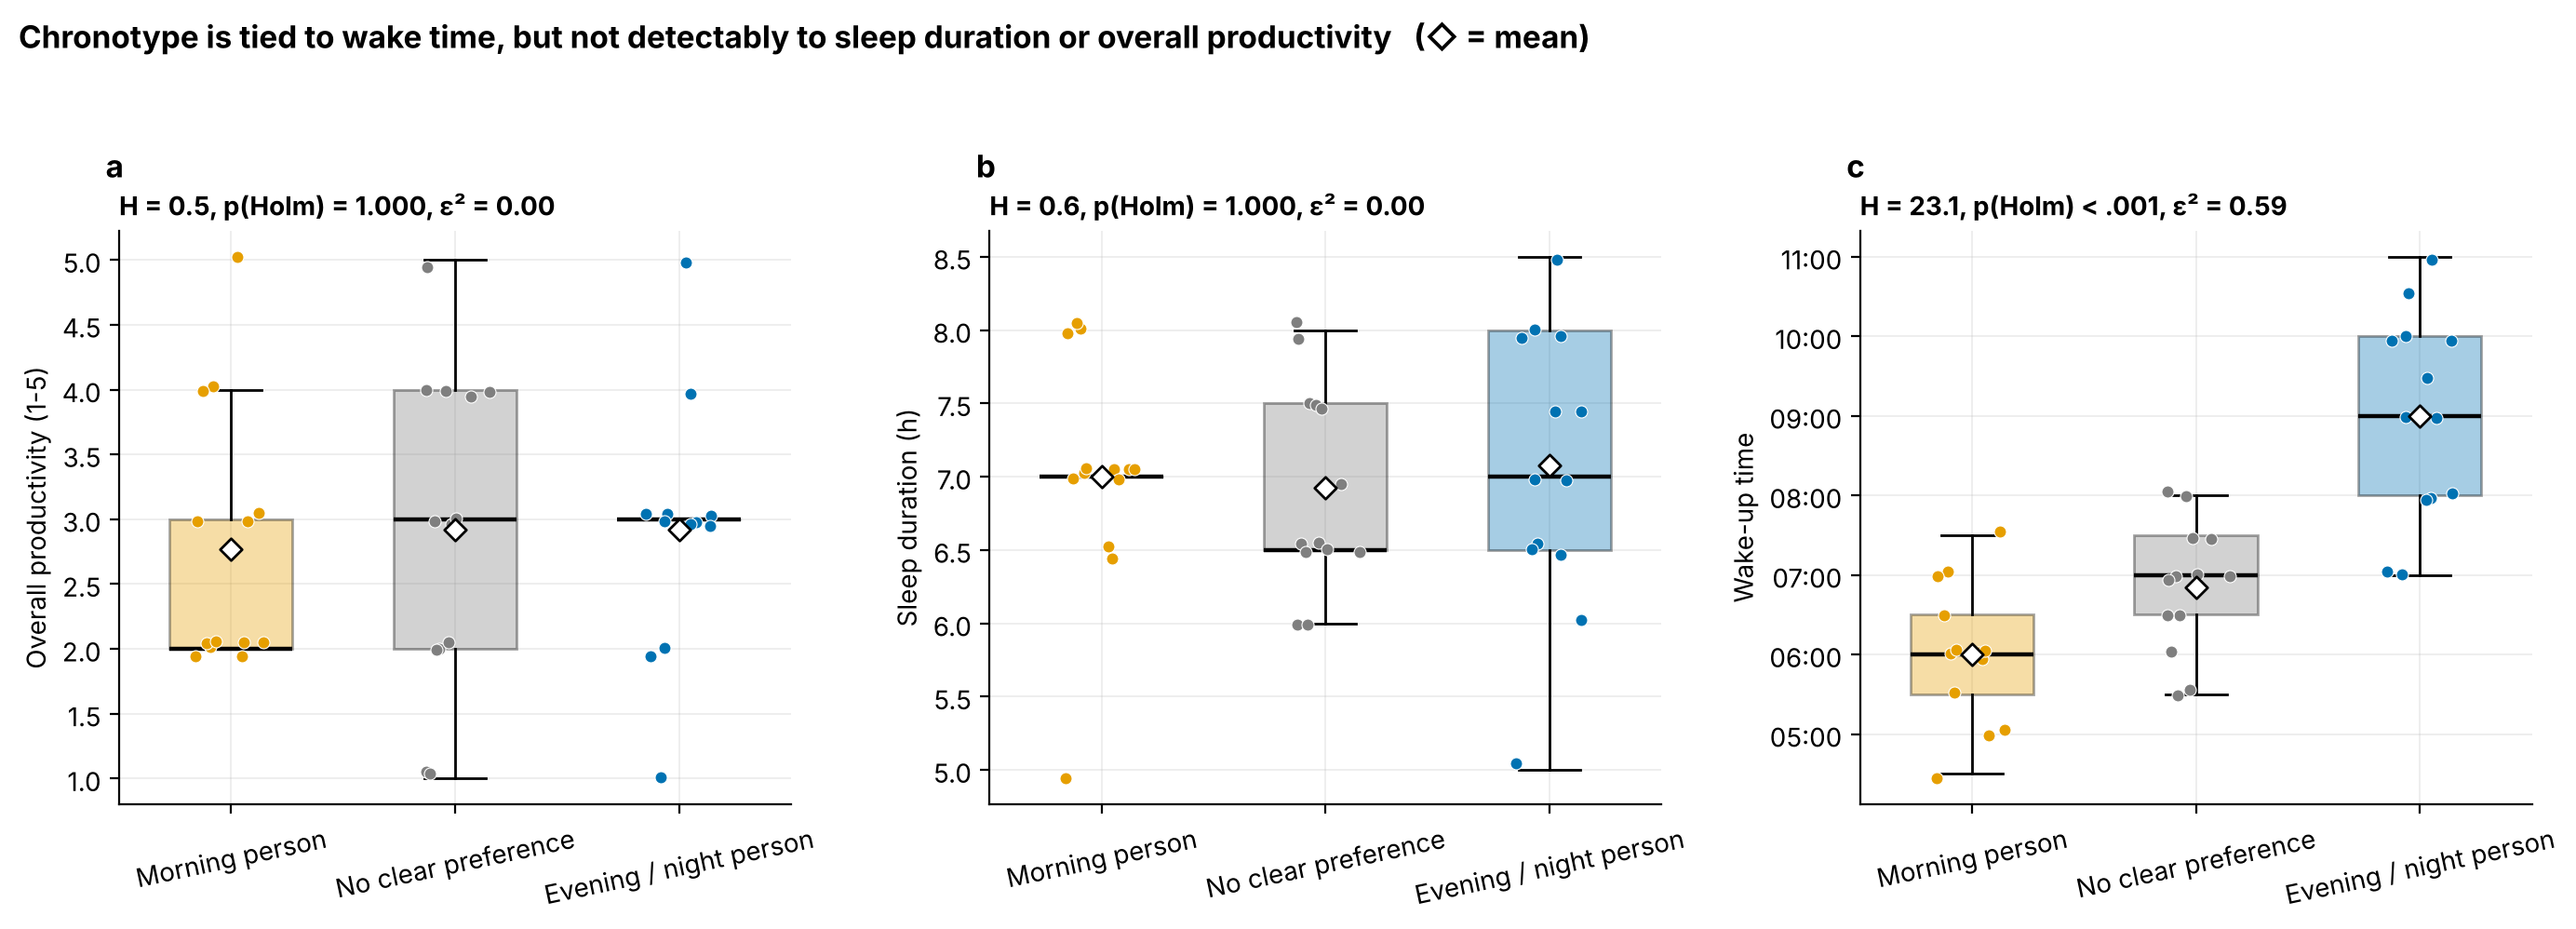 Chronotype is tied to wake time, but not detectably to sleep duration or overall productivity (◇ = mean)
a
H = 0.5, p(Holm) = 1.000, ε² = 0.00
Overall productivity (1-5)
5.0
4.5
4.0
3.5
3.0
2.5
2.0
1.5
1.0
Morning person
No clear preference
Evening / night person
b
H = 0.6, p(Holm) = 1.000, ε² = 0.00
Sleep duration (h)
8.5
8.0
7.5
7.0
6.5
6.0
5.5
5.0
Morning person
No clear preference
Evening / night person
c
H = 23.1, p(Holm) < .001, ε² = 0.59
Wake-up time
11:00
10:00
09:00
08:00
07:00
06:00
05:00
Morning person
No clear preference
Evening / night person